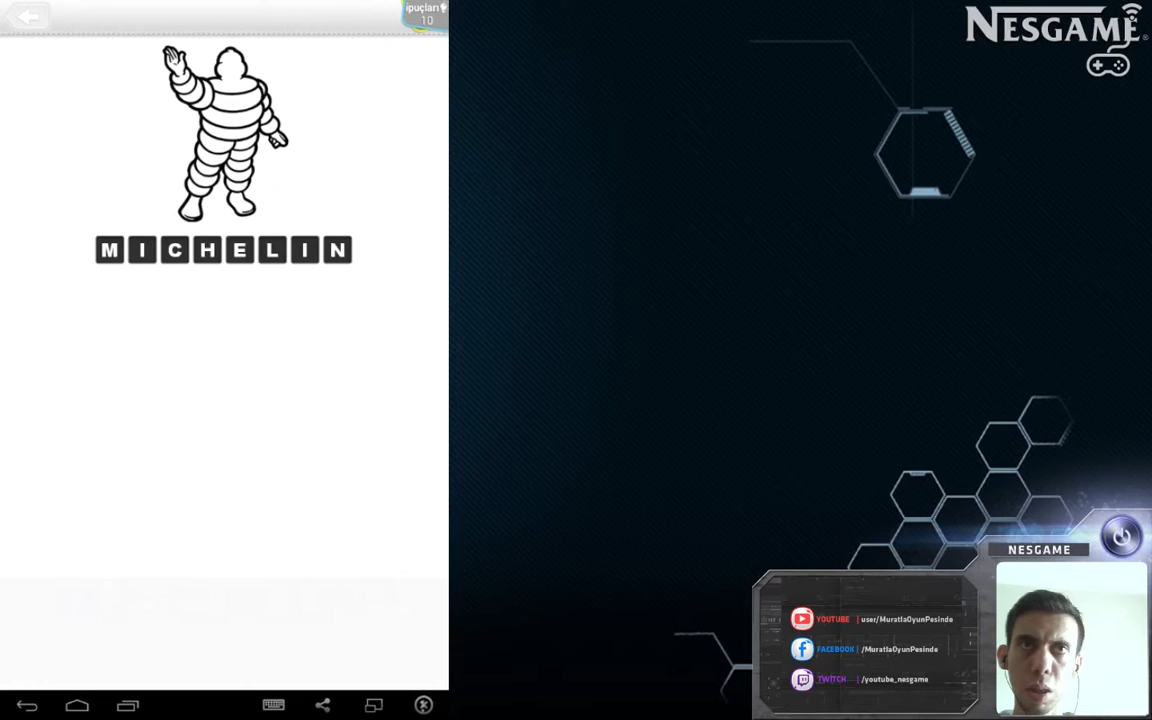 ipuçları
10
NESGAME
MICHELIN
NESGAME
YOUTUBE | user/MuratlaOyunPesinde
FACEBOOK | /MuratlaOyunPesinde
TWITCH | /youtube_nesgame